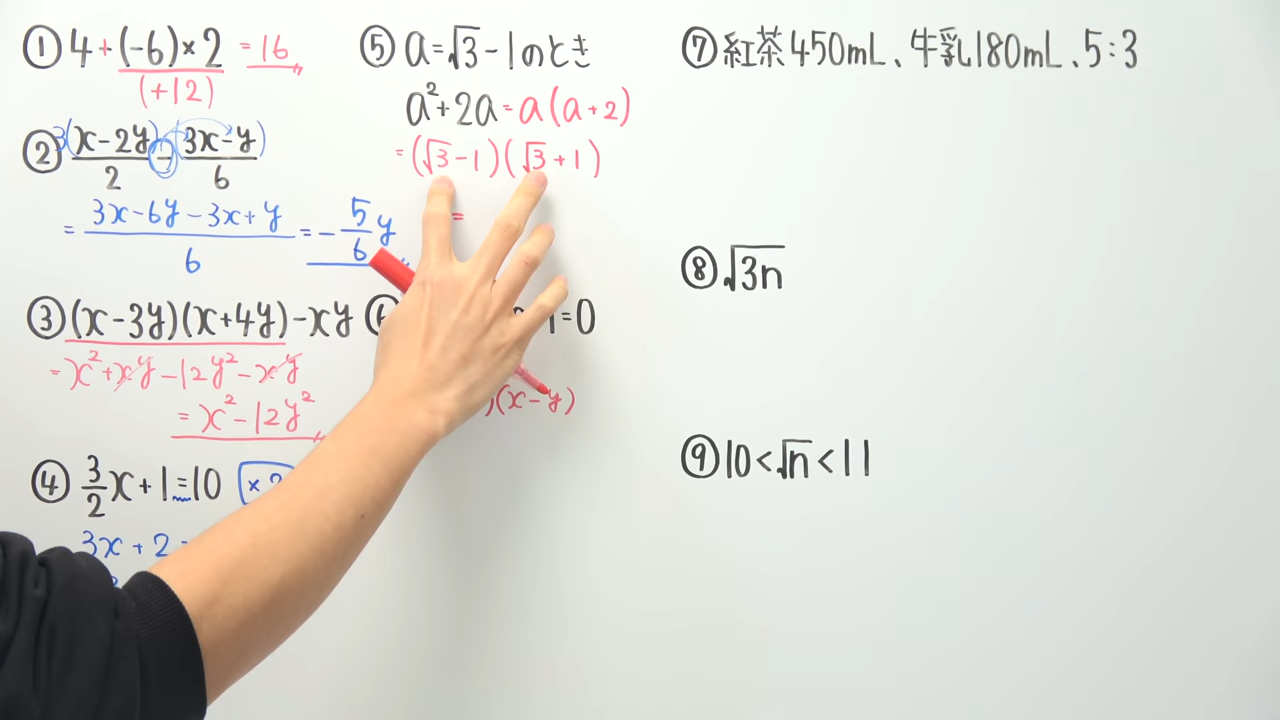 ① 4+(-6)×2 =16
(+12)
② 3(x-2y)/2 - (3x-y)/6
= (3x-6y-3x+y)/6 = -5/6 y
③ (x-3y)(x+4y)-xy
=x²+xy-12y²-xy
=x²-12y²
④ 3/2 x+1=10
3x+2
⑤ a=√3-1のとき
a²+2a=a(a+2)
=(√3-1)(√3+1)
=
=0
)(x-y)
⑦ 紅茶450mL、牛乳180mL、5:3
⑧ √3n
⑨ 10<√n<11